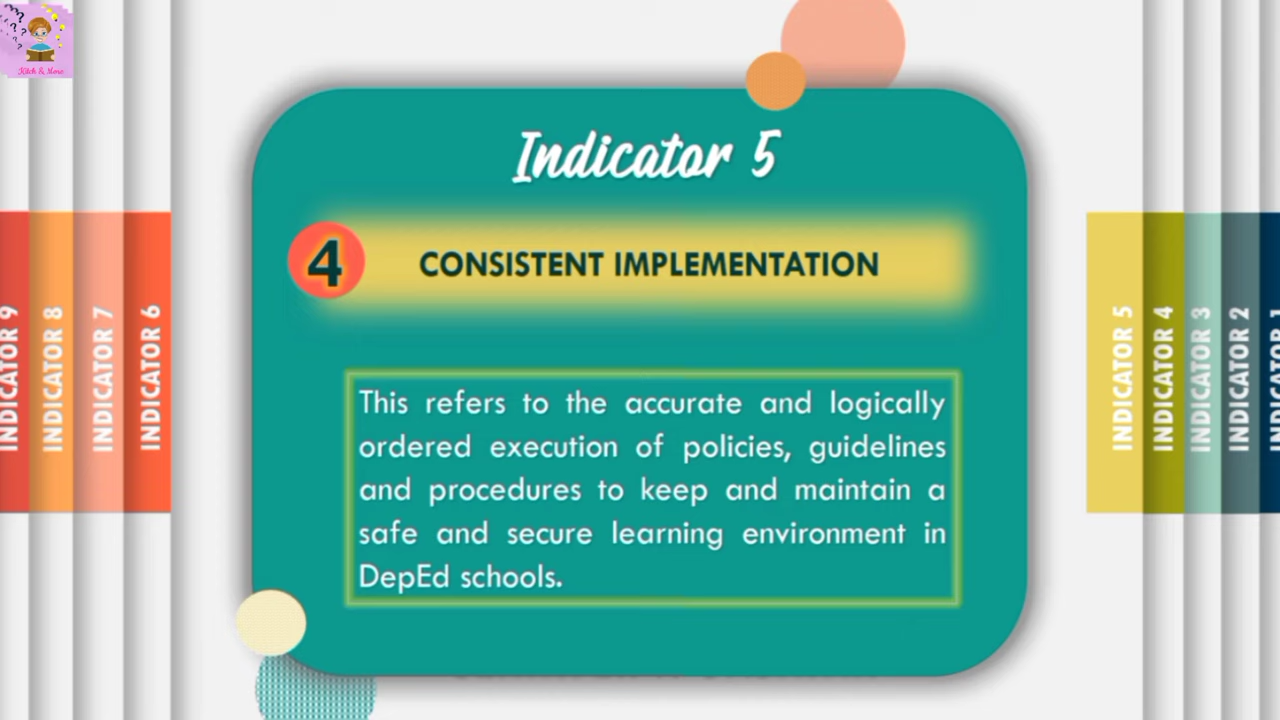 Kitch & More
Indicator 5
4
CONSISTENT IMPLEMENTATION
This refers to the accurate and logically
ordered execution of policies, guidelines
and procedures to keep and maintain a
safe and secure learning environment in
DepEd schools.
INDICATOR 9
INDICATOR 8
INDICATOR 7
INDICATOR 6
INDICATOR 5
INDICATOR 4
INDICATOR 3
INDICATOR 2
INDICATOR 1